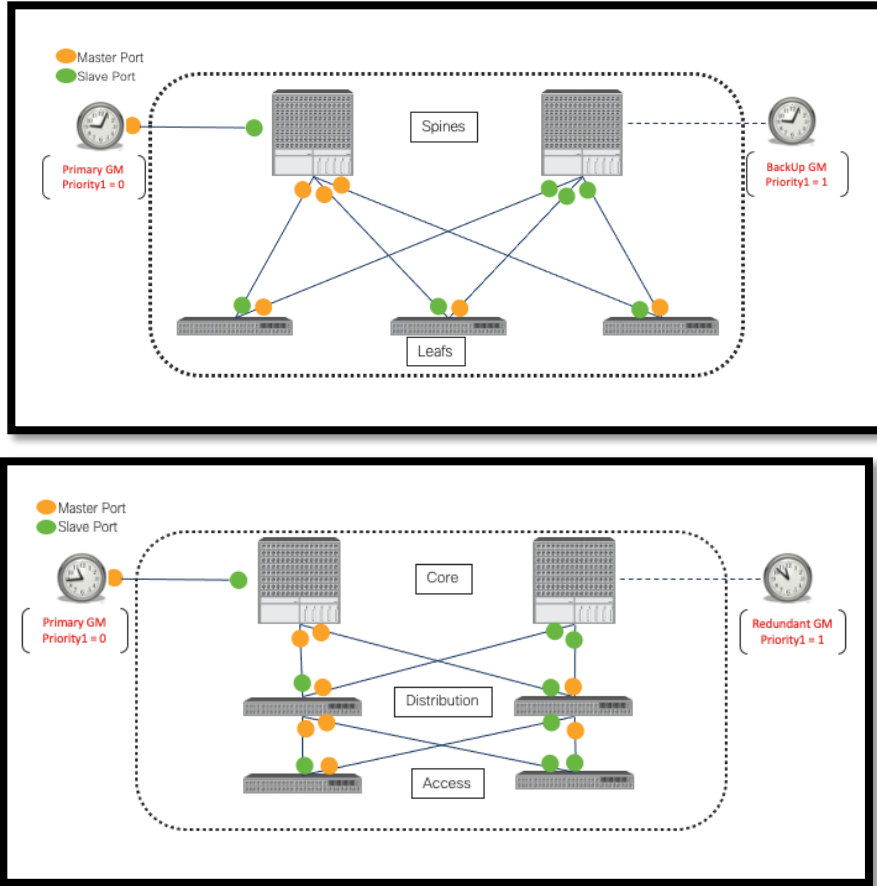 Master Port
Slave Port
Primary GM
Priority1 = 0
Spines
BackUp GM
Priority1 = 1
Leafs
Master Port
Slave Port
Primary GM
Priority1 = 0
Core
Redundant GM
Priority1 = 1
Distribution
Access